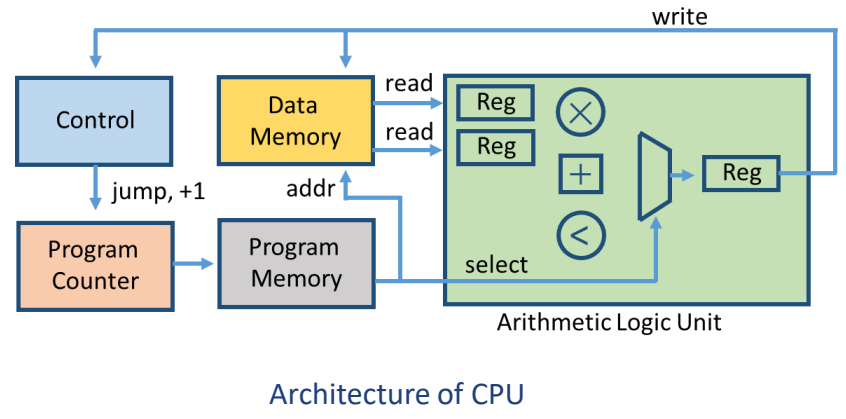 write
Control
Data
Memory
read
read
Reg
Reg
×
+
<
Reg
jump, +1
addr
Program
Counter
Program
Memory
select
Arithmetic Logic Unit
Architecture of CPU